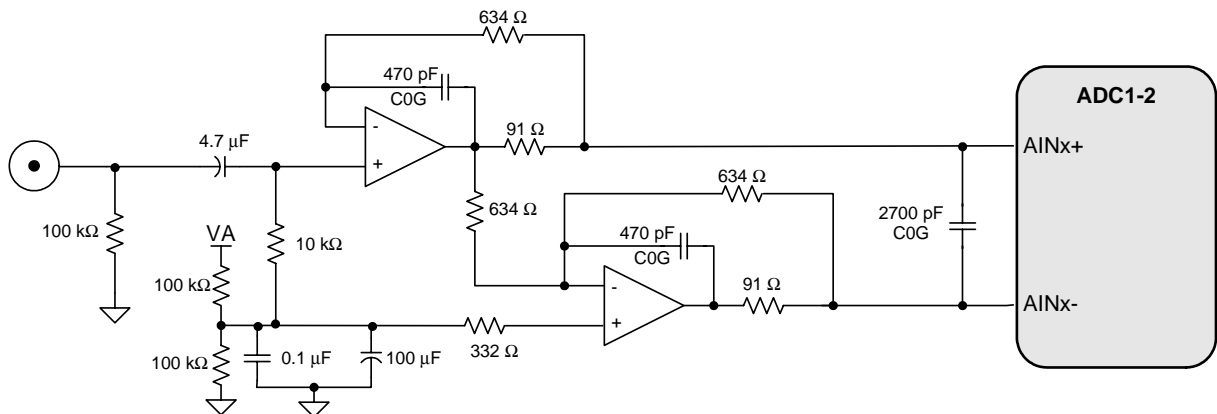 634 Ω
470 pF
C0G
ADC1-2
-
91 Ω
4.7 µF
+
AINx+
634 Ω
634 Ω
100 kΩ
VA
10 kΩ
470 pF
C0G
2700 pF
C0G
100 kΩ
-
91 Ω
AINx-
+
332 Ω
100 kΩ
0.1 µF
100 µF